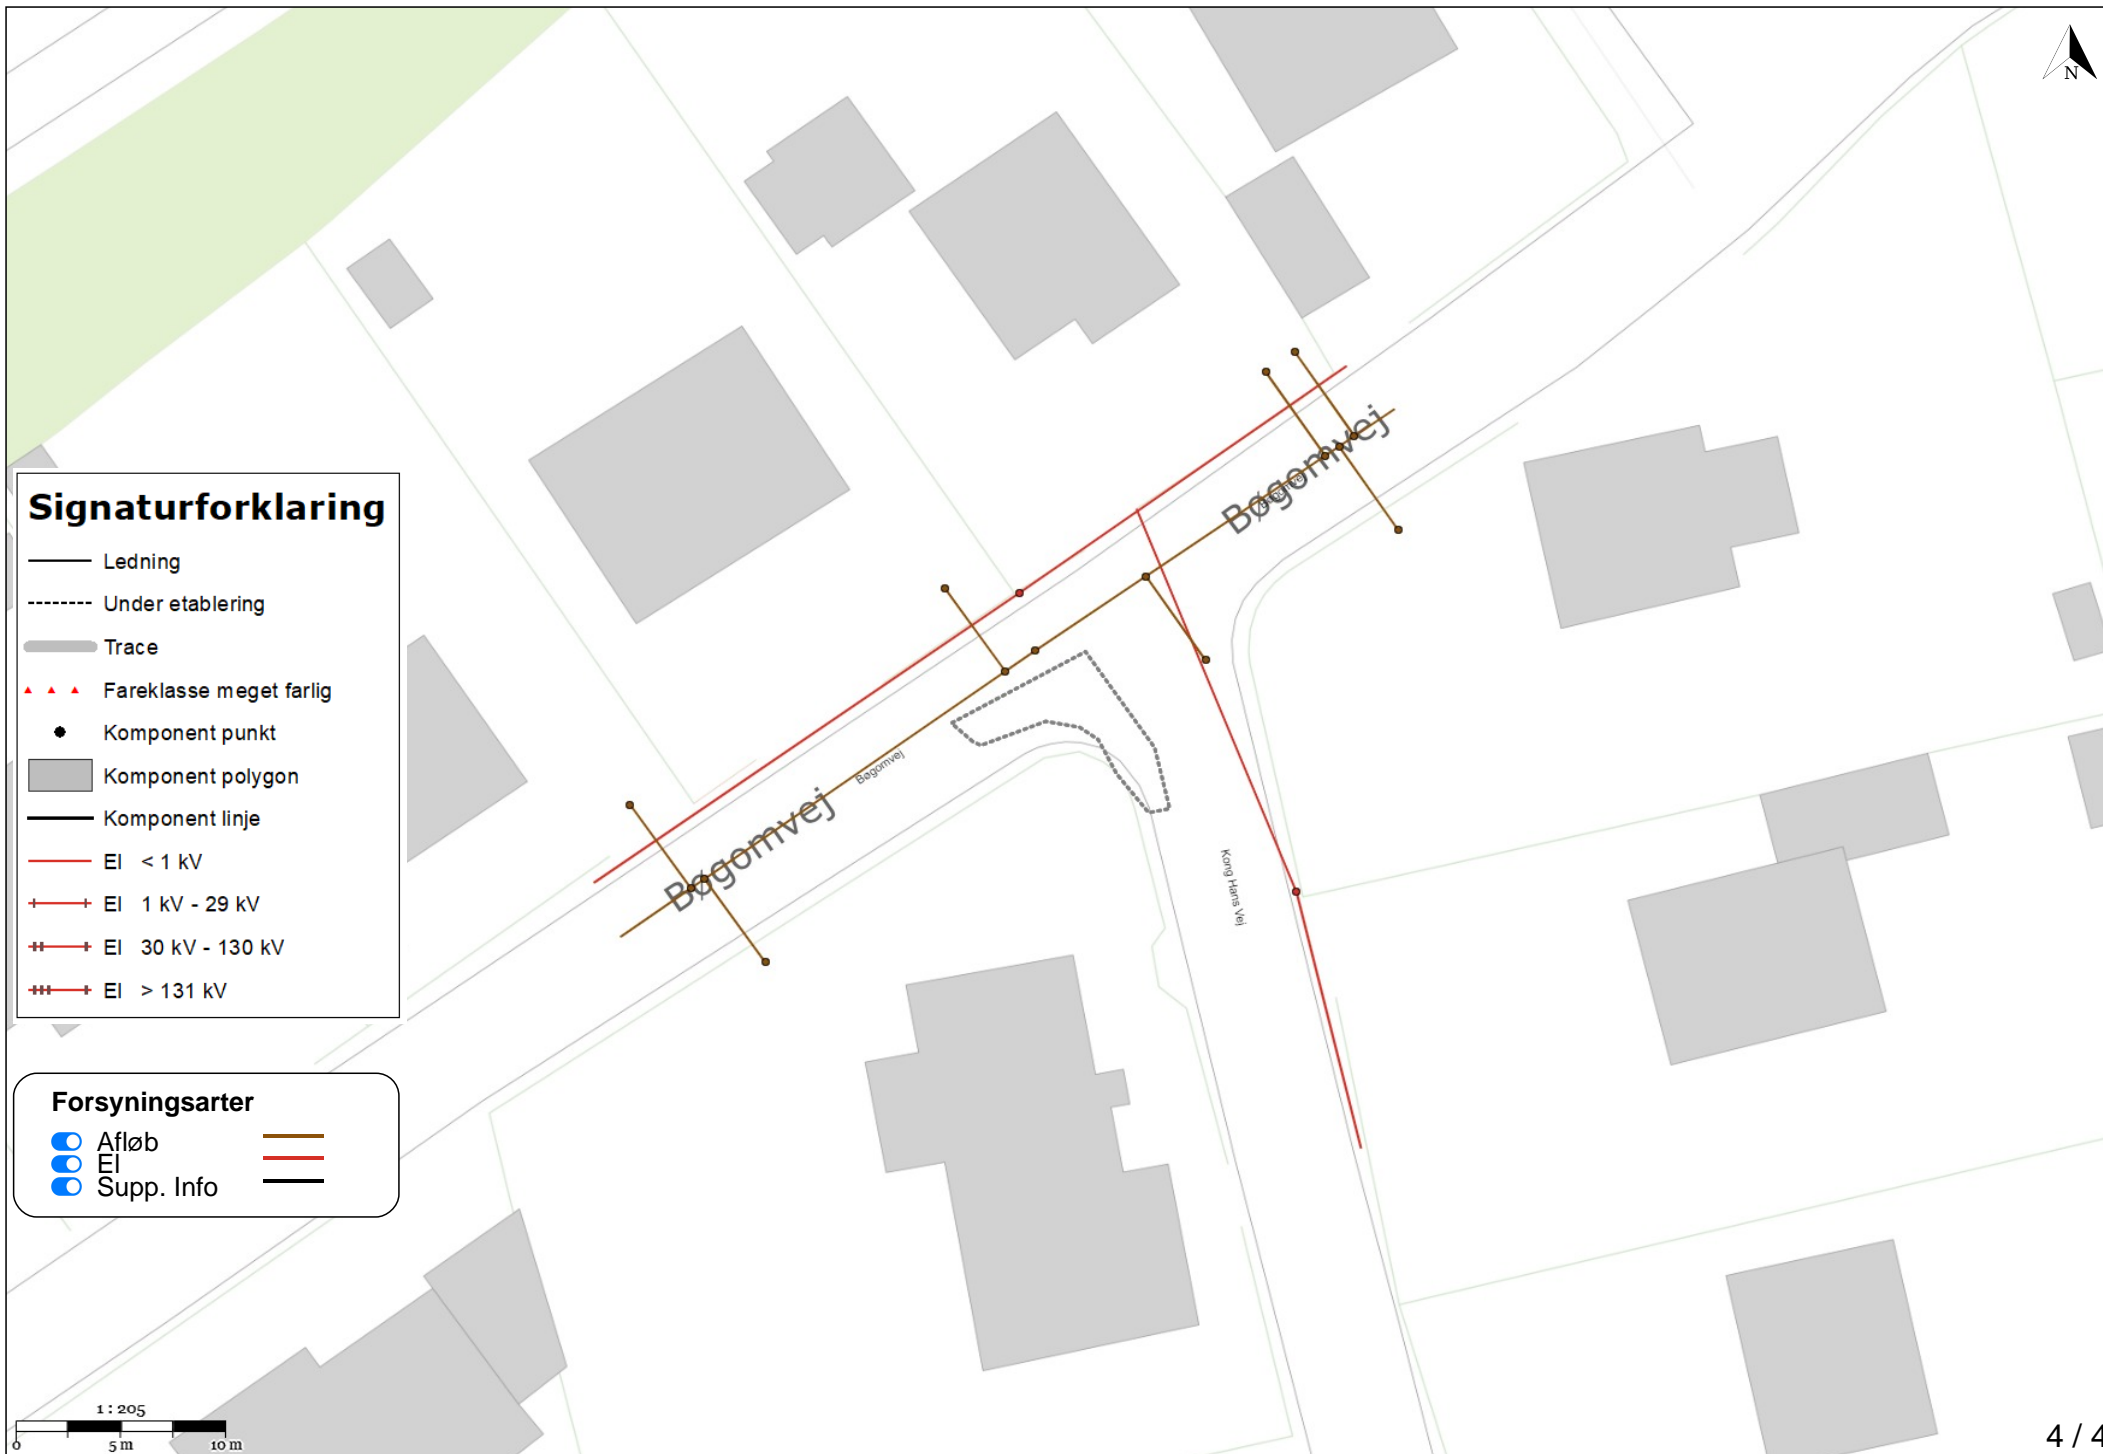 N
Bøgomvej
Bøgomvej
Bøgomvej
Kong Hans Vej
Signaturforklaring
Ledning
Under etablering
Trace
Fareklasse meget farlig
Komponent punkt
Komponent polygon
Komponent linje
El < 1 kV
El 1 kV - 29 kV
El 30 kV - 130 kV
El > 131 kV
Forsyningsarter
Afløb
El
Supp. Info
1 : 205
0 5 m 10 m
4 / 4